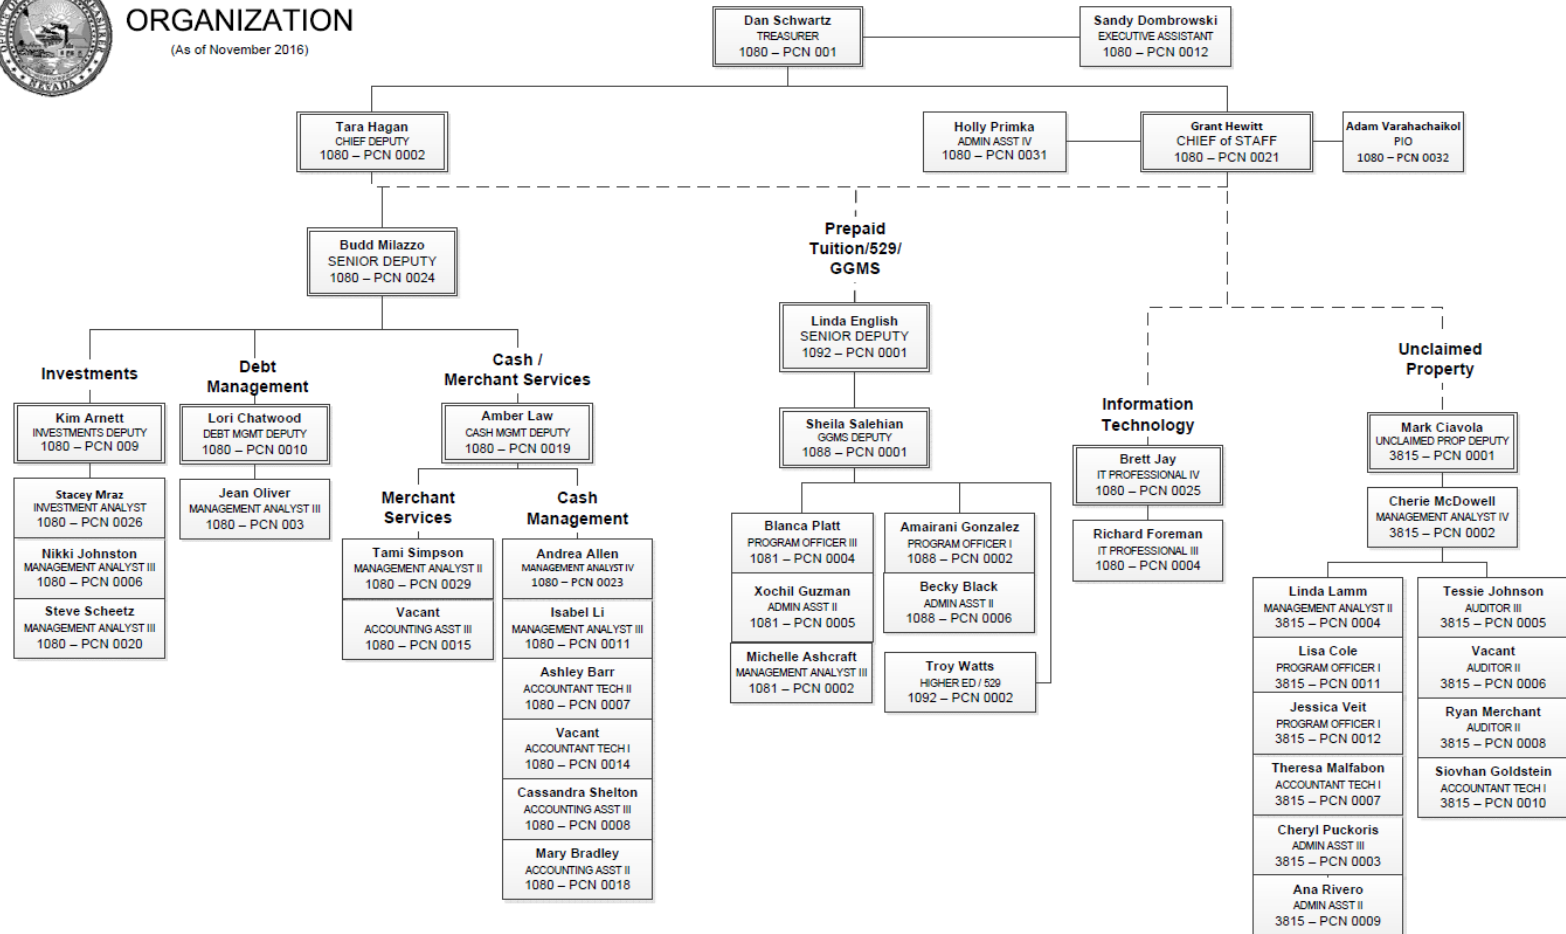 ORGANIZATION
(As of November 2016)
NEVADA
Dan Schwartz
TREASURER
1080 – PCN 001
Sandy Dombrowski
EXECUTIVE ASSISTANT
1080 – PCN 0012
Tara Hagan
CHIEF DEPUTY
1080 – PCN 0002
Holly Primka
ADMIN ASST IV
1080 – PCN 0031
Grant Hewitt
CHIEF of STAFF
1080 – PCN 0021
Adam Varahachaikol
PIO
1080 – PCN 0032
Budd Milazzo
SENIOR DEPUTY
1080 – PCN 0024
Prepaid
Tuition/529/
GGMS
Linda English
SENIOR DEPUTY
1092 – PCN 0001
Investments
Debt
Management
Cash /
Merchant Services
Kim Arnett
INVESTMENTS DEPUTY
1080 – PCN 009
Lori Chatwood
DEBT MGMT DEPUTY
1080 – PCN 0010
Amber Law
CASH MGMT DEPUTY
1080 – PCN 0019
Sheila Salehian
GGMS DEPUTY
1088 – PCN 0001
Information
Technology
Unclaimed
Property
Brett Jay
IT PROFESSIONAL IV
1080 – PCN 0025
Mark Ciavola
UNCLAIMED PROP DEPUTY
3815 – PCN 0001
Stacey Mraz
INVESTMENT ANALYST
1080 – PCN 0026
Nikki Johnston
MANAGEMENT ANALYST III
1080 – PCN 0006
Steve Scheetz
MANAGEMENT ANALYST III
1080 – PCN 0020
Jean Oliver
MANAGEMENT ANALYST III
1080 – PCN 003
Merchant
Services
Tami Simpson
MANAGEMENT ANALYST II
1080 – PCN 0029
Vacant
ACCOUNTING ASST III
1080 – PCN 0015
Cash
Management
Andrea Allen
MANAGEMENT ANALYST IV
1080 – PCN 0023
Isabel Li
MANAGEMENT ANALYST III
1080 – PCN 0011
Ashley Barr
ACCOUNTANT TECH II
1080 – PCN 0007
Vacant
ACCOUNTANT TECH I
1080 – PCN 0014
Cassandra Shelton
ACCOUNTING ASST III
1080 – PCN 0008
Mary Bradley
ACCOUNTING ASST II
1080 – PCN 0018
Blanca Platt
PROGRAM OFFICER III
1081 – PCN 0004
Xochil Guzman
ADMIN ASST II
1081 – PCN 0005
Michelle Ashcraft
MANAGEMENT ANALYST III
1081 – PCN 0002
Amairani Gonzalez
PROGRAM OFFICER I
1088 – PCN 0002
Becky Black
ADMIN ASST II
1088 – PCN 0006
Troy Watts
HIGHER ED / 529
1092 – PCN 0002
Richard Foreman
IT PROFESSIONAL III
1080 – PCN 0004
Cherie McDowell
MANAGEMENT ANALYST IV
3815 – PCN 0002
Linda Lamm
MANAGEMENT ANALYST II
3815 – PCN 0004
Lisa Cole
PROGRAM OFFICER I
3815 – PCN 0011
Jessica Veit
PROGRAM OFFICER I
3815 – PCN 0012
Theresa Malfabon
ACCOUNTANT TECH I
3815 – PCN 0007
Cheryl Puckoris
ADMIN ASST III
3815 – PCN 0003
Ana Rivero
ADMIN ASST II
3815 – PCN 0009
Tessie Johnson
AUDITOR III
3815 – PCN 0005
Vacant
AUDITOR II
3815 – PCN 0006
Ryan Merchant
AUDITOR II
3815 – PCN 0008
Siovhan Goldstein
ACCOUNTANT TECH I
3815 – PCN 0010